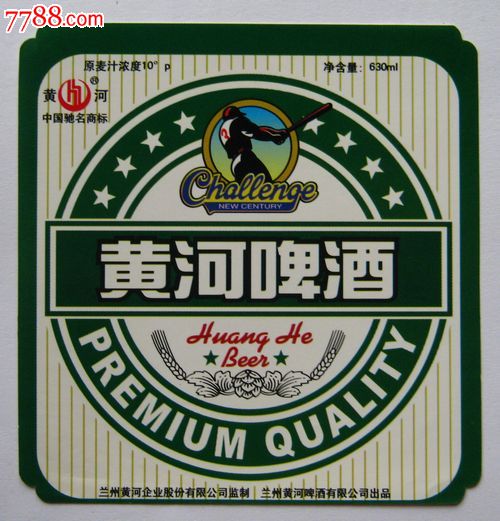 7788.com
原麦汁浓度10°p 净含量：630ml
黄 ® 河
中国驰名商标
Challenge
NEW CENTURY
黄河啤酒
Huang He
Beer
PREMIUM QUALITY
兰州黄河企业股份有限公司监制 兰州黄河啤酒有限公司出品